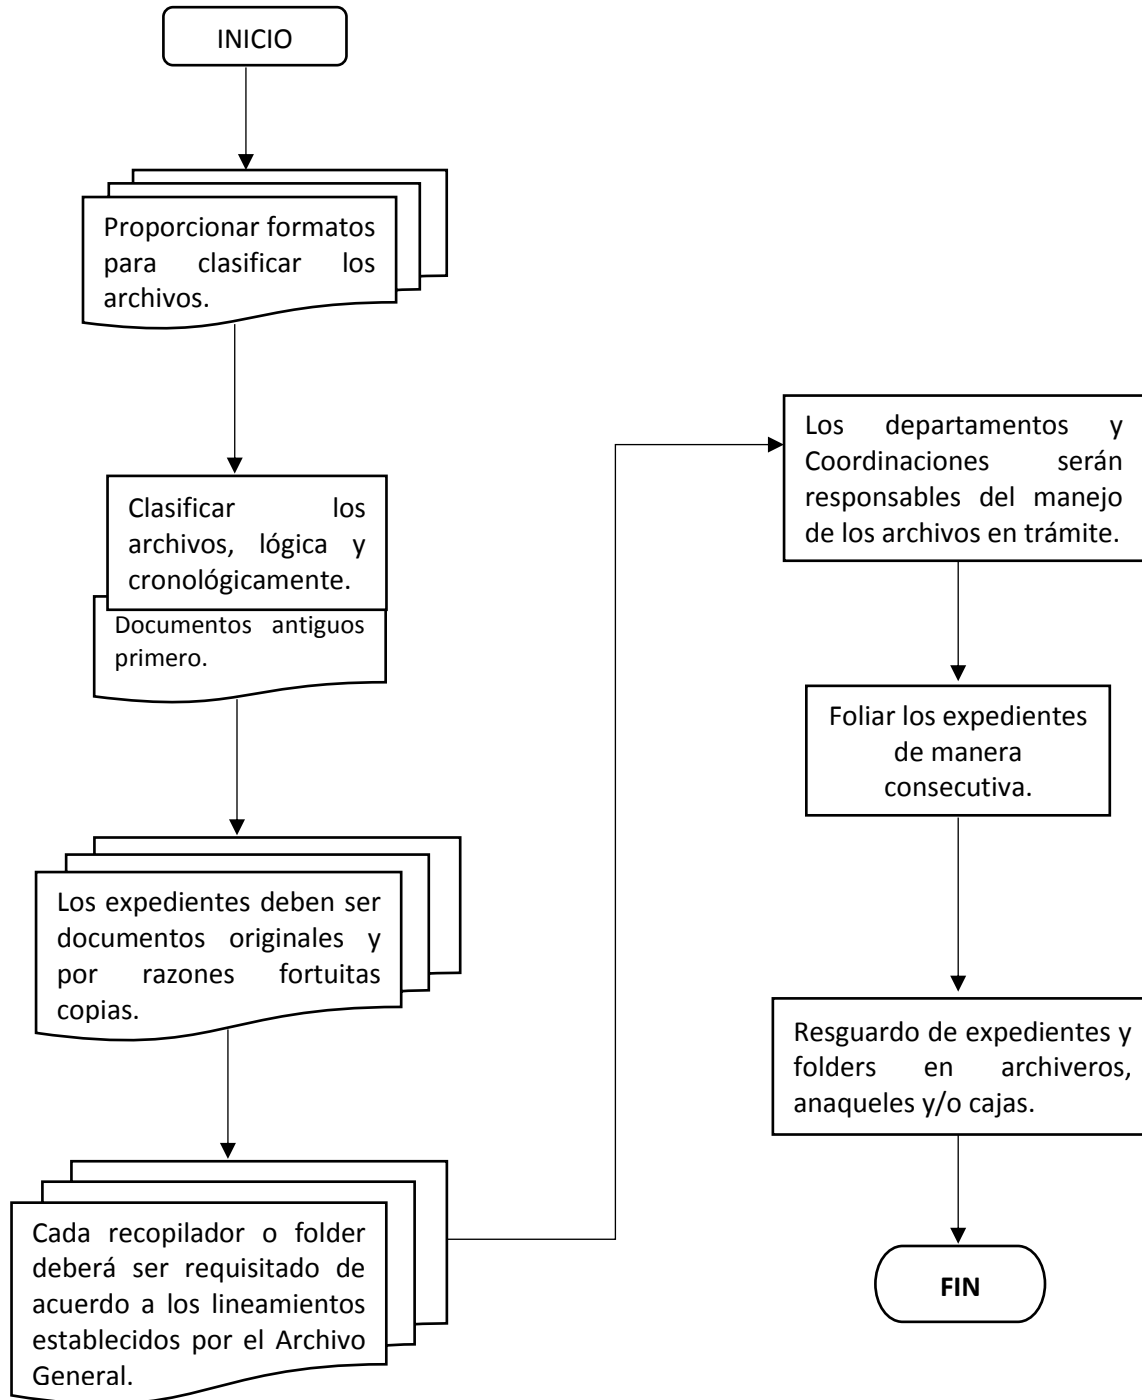 INICIO
Proporcionar formatos
para clasificar los
archivos.
Clasificar los
archivos, lógica y
cronológicamente.
Documentos antiguos
primero.
Los expedientes deben ser
documentos originales y
por razones fortuitas
copias.
Cada recopilador o folder
deberá ser requisitado de
acuerdo a los lineamientos
establecidos por el Archivo
General.
Los departamentos y
Coordinaciones serán
responsables del manejo
de los archivos en trámite.
Foliar los expedientes
de manera
consecutiva.
Resguardo de expedientes y
folders en archiveros,
anaqueles y/o cajas.
FIN